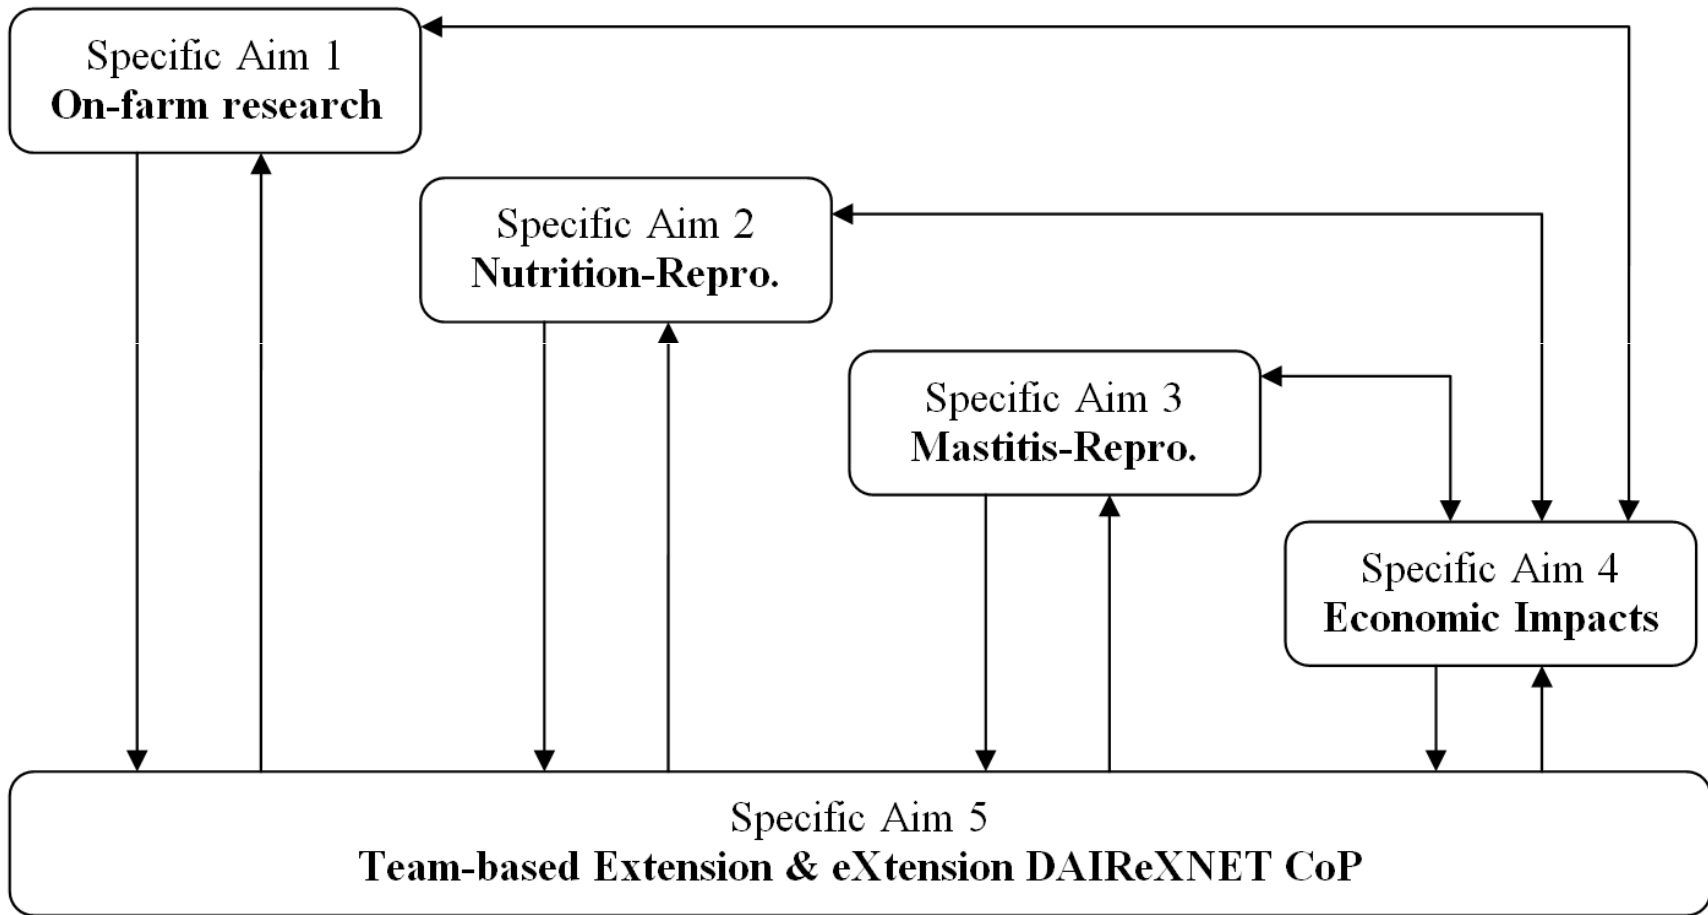 Specific Aim 1
On-farm research
Specific Aim 2
Nutrition-Repro.
Specific Aim 3
Mastitis-Repro.
Specific Aim 4
Economic Impacts
Specific Aim 5
Team-based Extension & eXtension DAIReXNET CoP